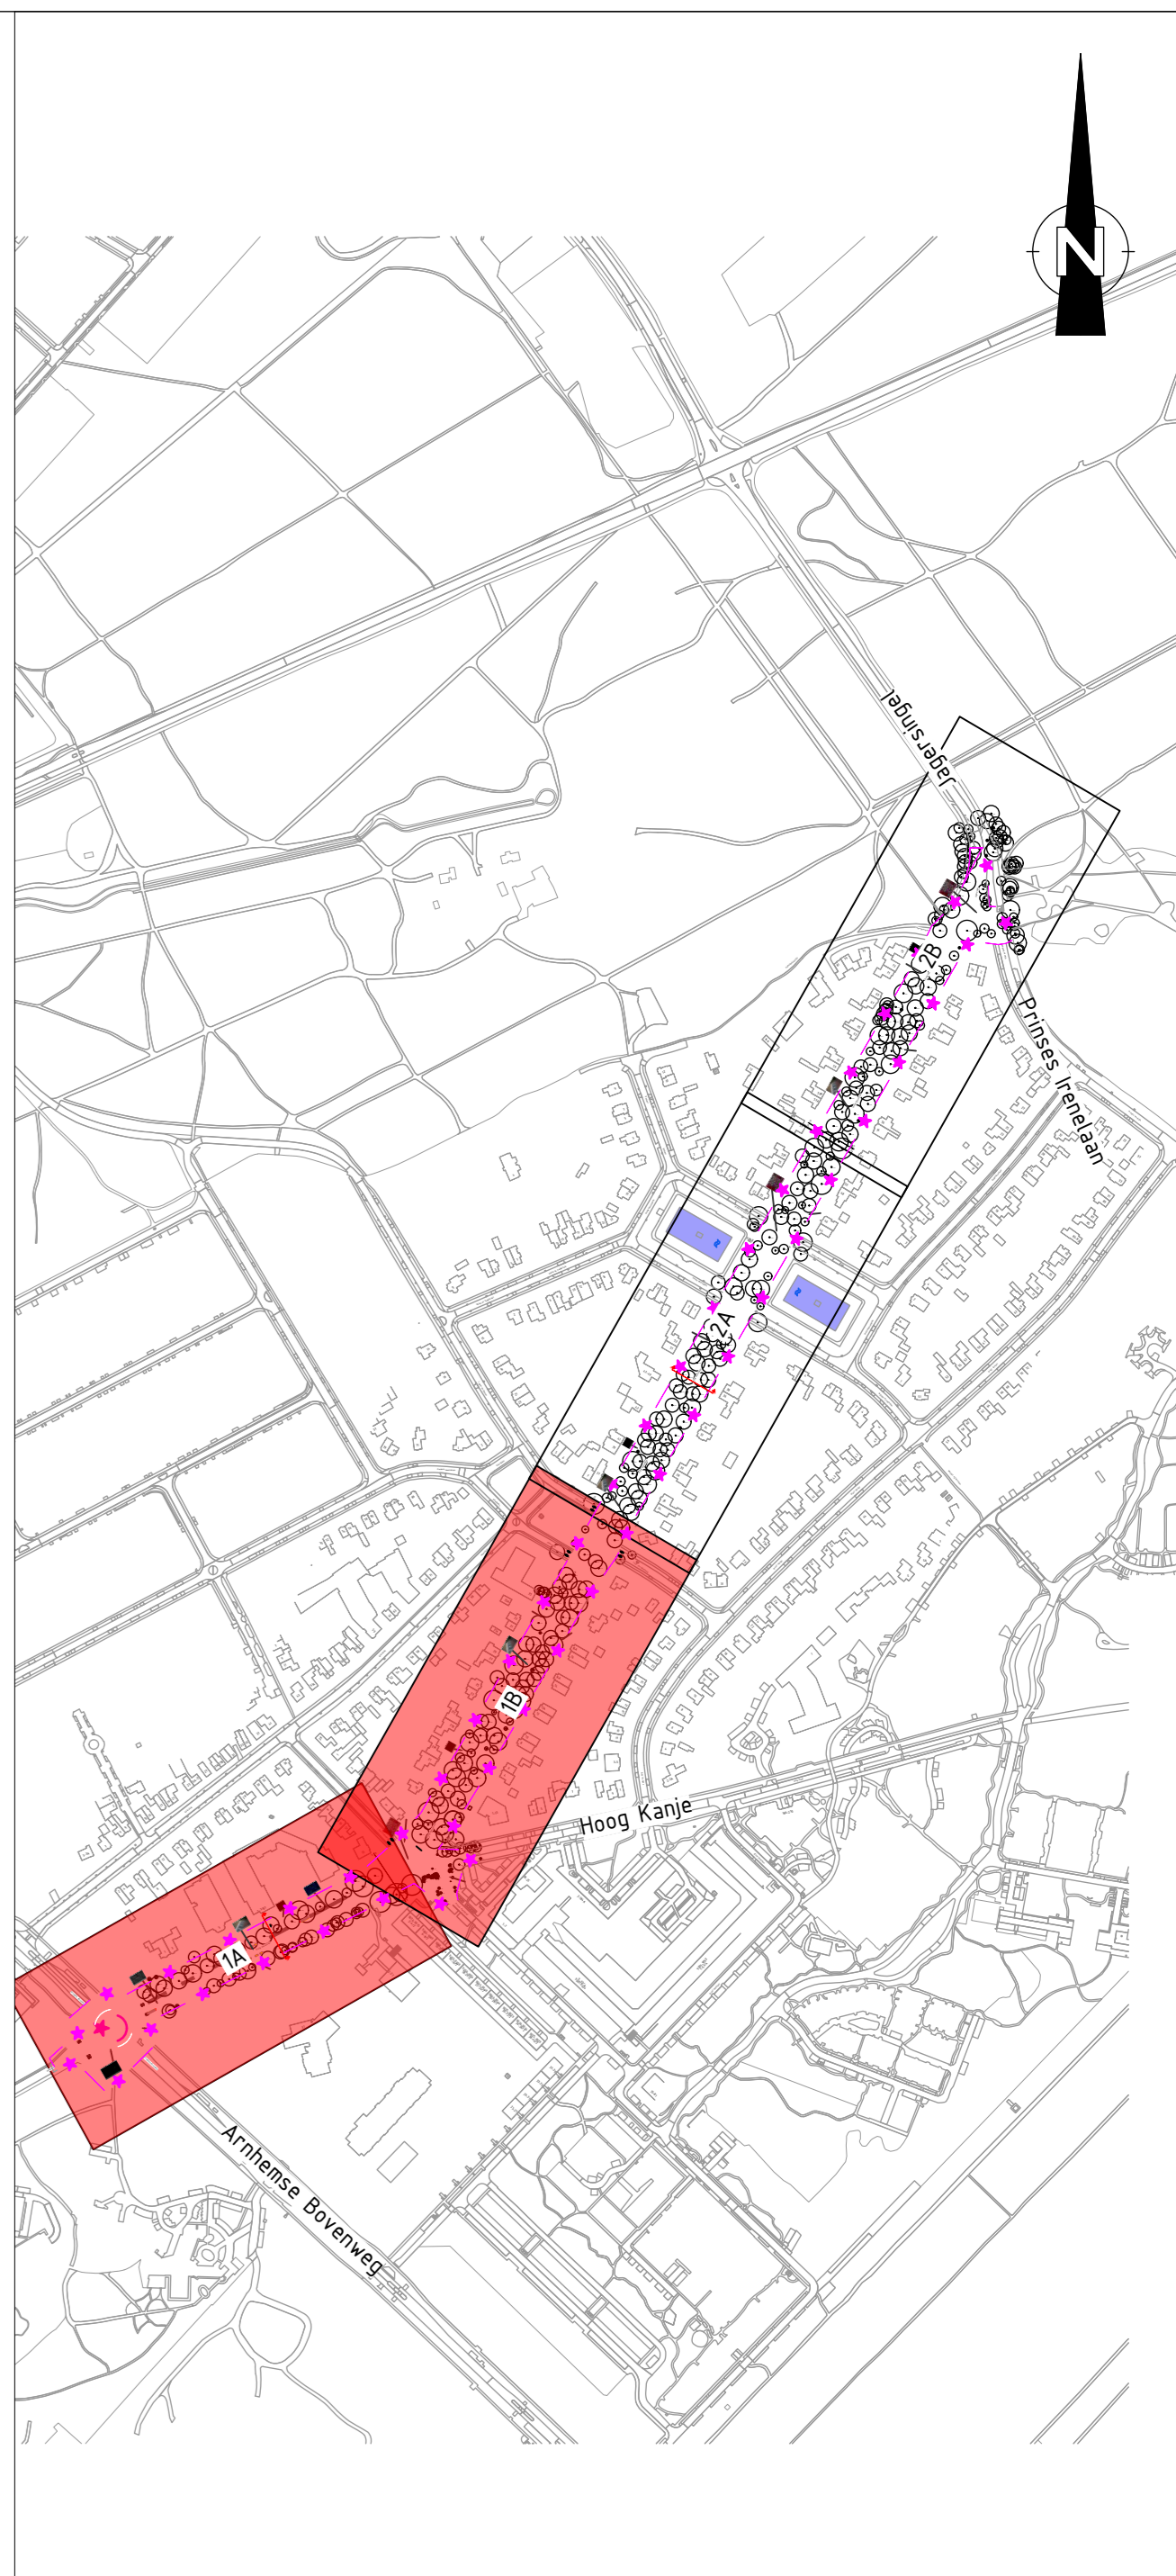 N
Jagersingel
2B
Prinses Irenelaan
2A
1B
Hoog Kanje
1A
Arnhemse Bovenweg